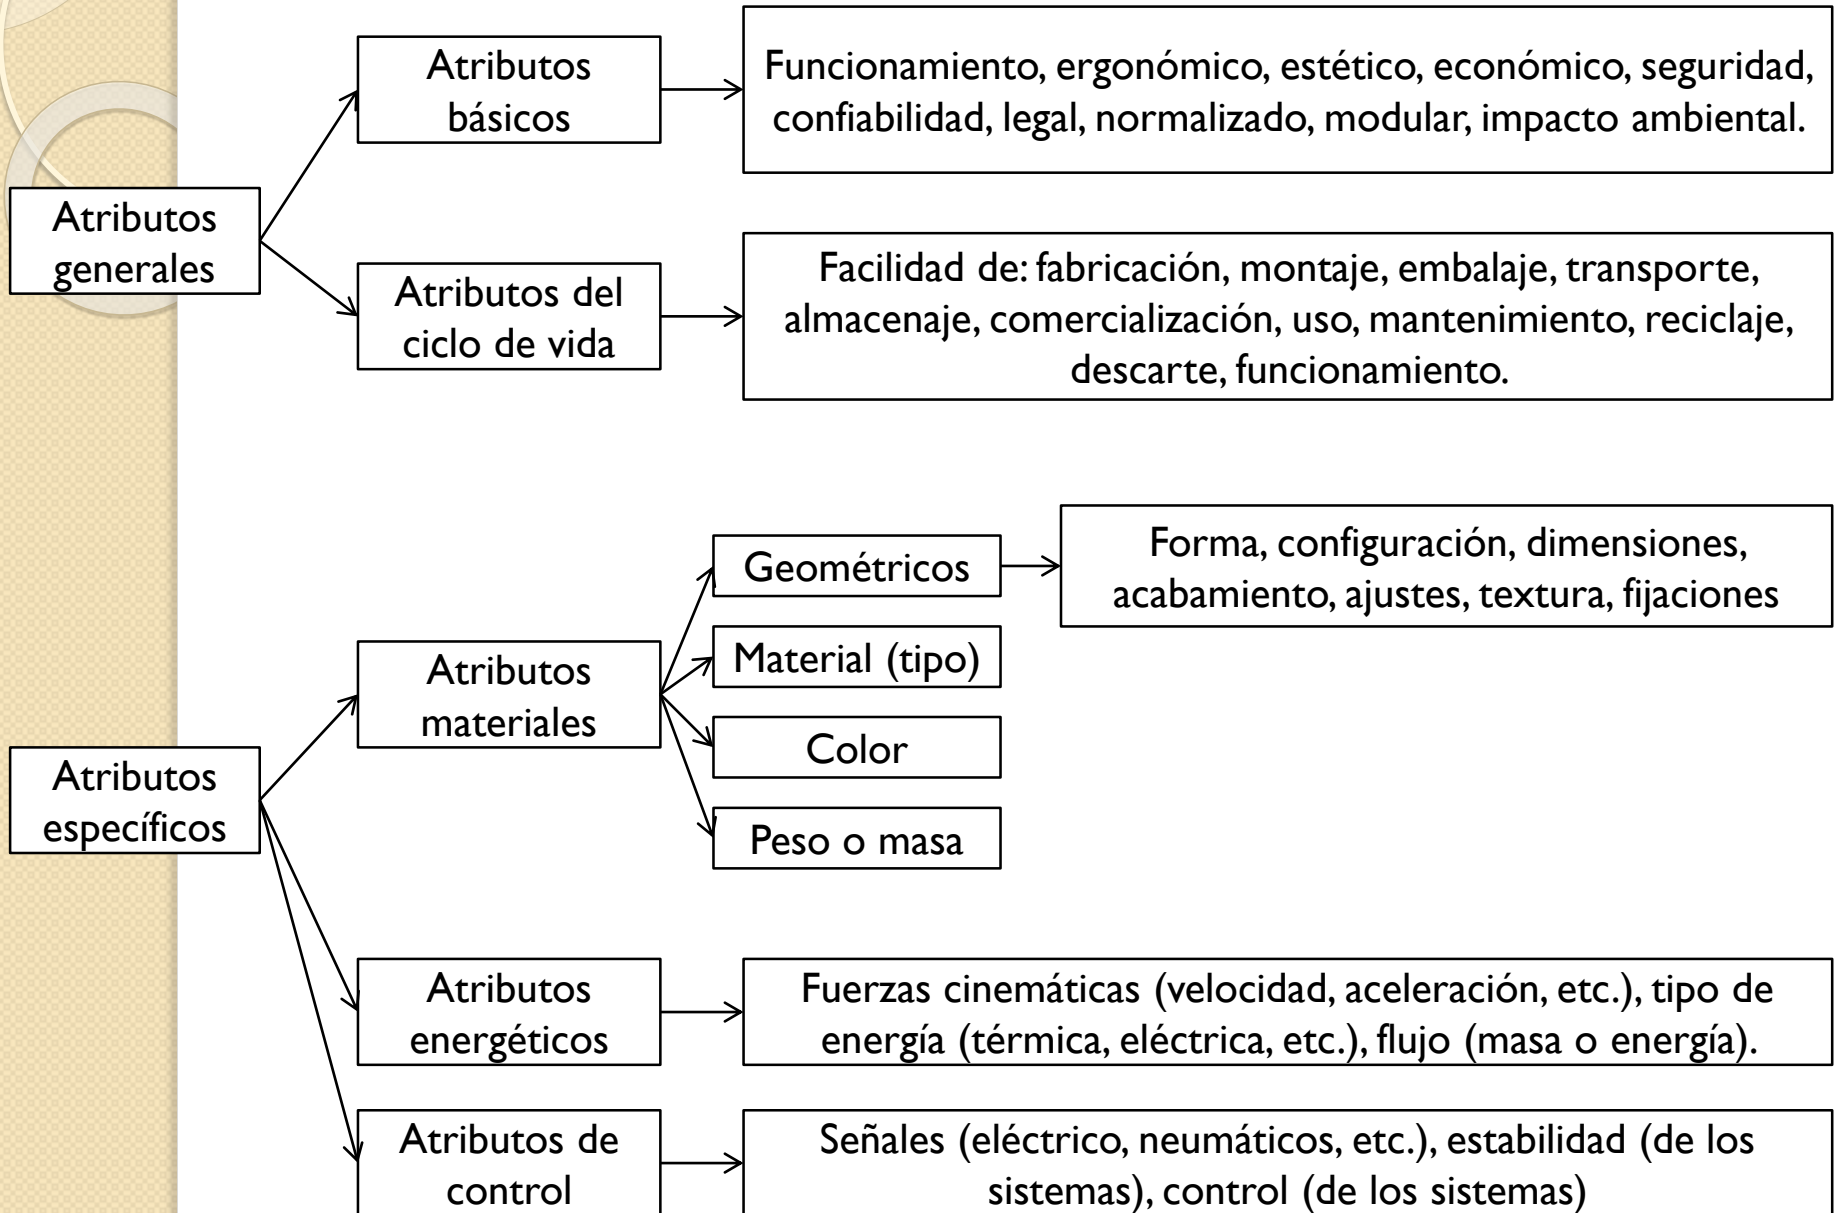 Atributos
básicos
Funcionamiento, ergonómico, estético, económico, seguridad,
confiabilidad, legal, normalizado, modular, impacto ambiental.
Atributos
generales
Atributos del
ciclo de vida
Facilidad de: fabricación, montaje, embalaje, transporte,
almacenaje, comercialización, uso, mantenimiento, reciclaje,
descarte, funcionamiento.
Geométricos
Forma, configuración, dimensiones,
acabamiento, ajustes, textura, fijaciones
Atributos
materiales
Material (tipo)
Color
Peso o masa
Atributos
específicos
Atributos
energéticos
Fuerzas cinemáticas (velocidad, aceleración, etc.), tipo de
energía (térmica, eléctrica, etc.), flujo (masa o energía).
Atributos de
control
Señales (eléctrico, neumáticos, etc.), estabilidad (de los
sistemas), control (de los sistemas)